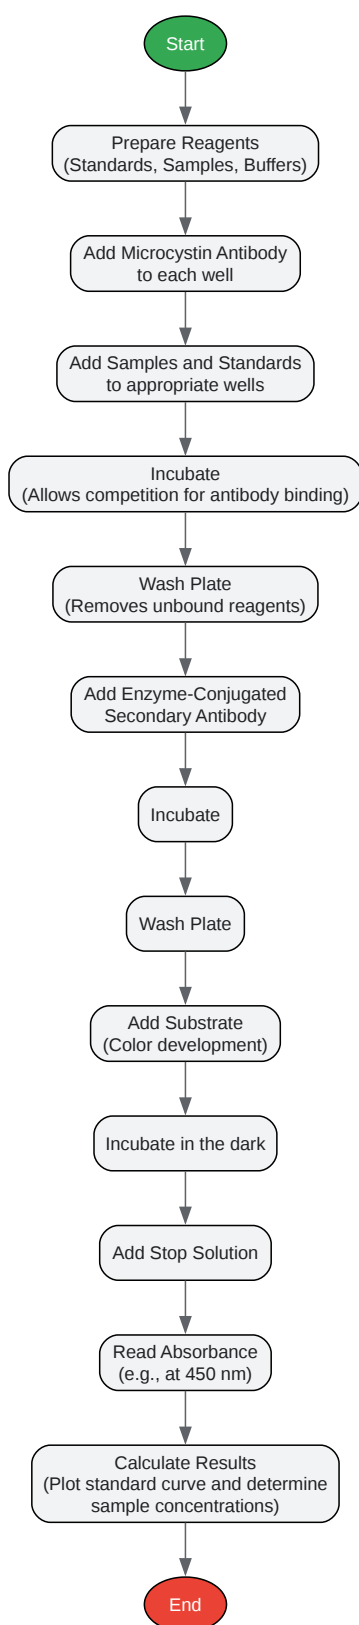 Start
Prepare Reagents
(Standards, Samples, Buffers)
Add Microcystin Antibody
to each well
Add Samples and Standards
to appropriate wells
Incubate
(Allows competition for antibody binding)
Wash Plate
(Removes unbound reagents)
Add Enzyme-Conjugated
Secondary Antibody
Incubate
Wash Plate
Add Substrate
(Color development)
Incubate in the dark
Add Stop Solution
Read Absorbance
(e.g., at 450 nm)
Calculate Results
(Plot standard curve and determine
sample concentrations)
End